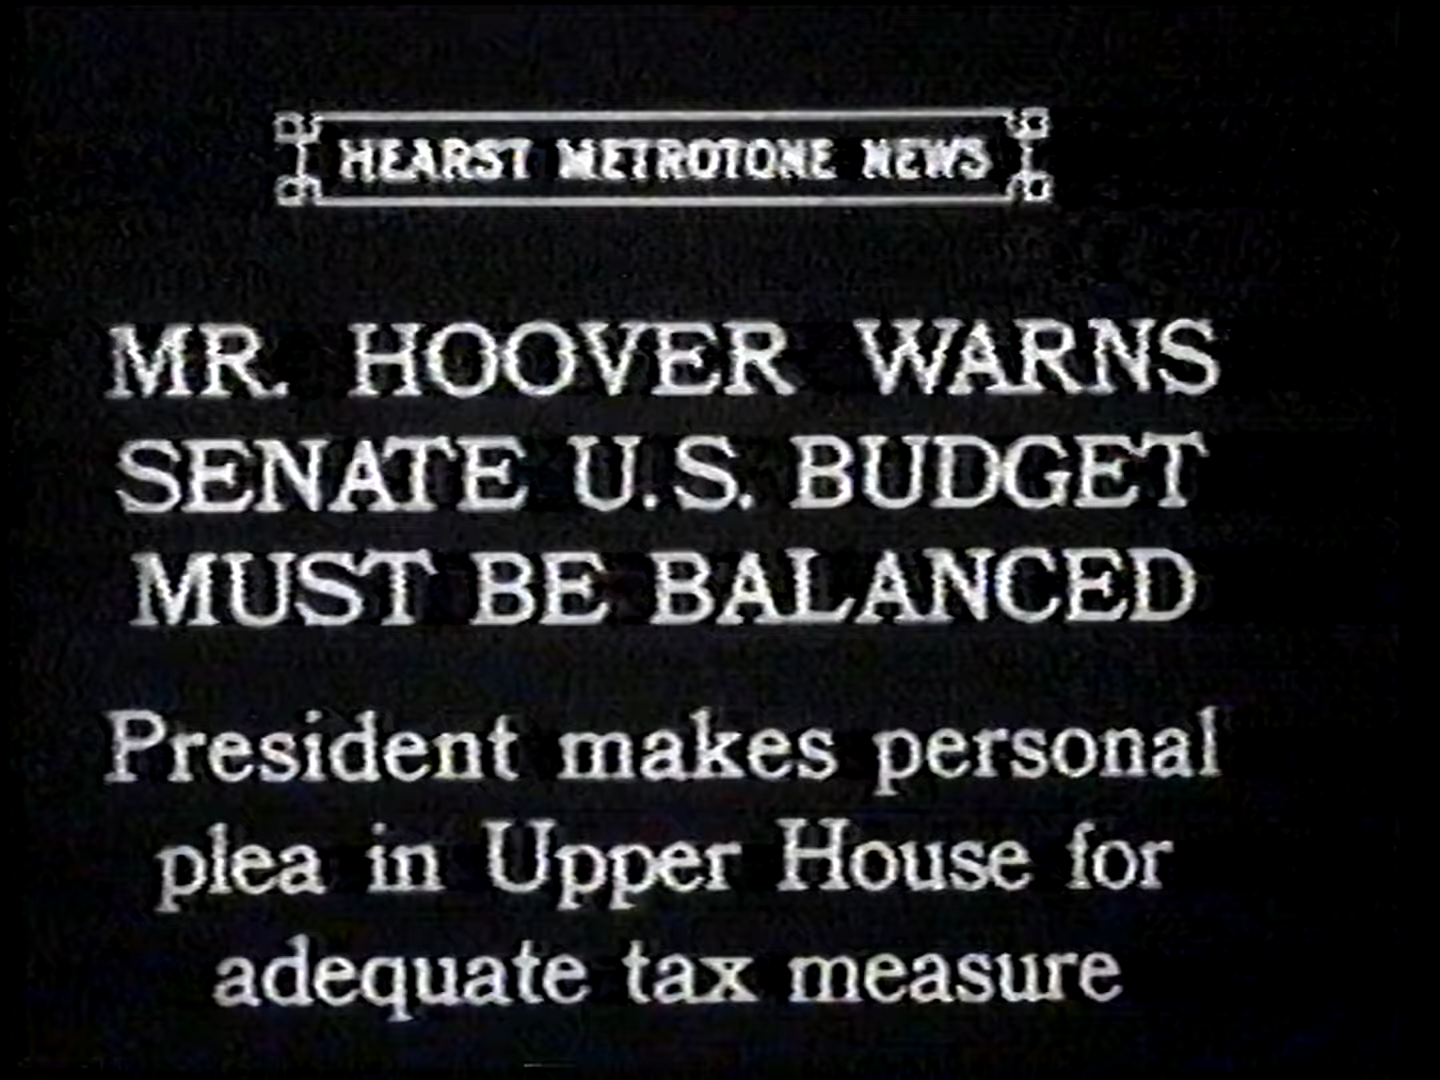 HEARST METROTONE NEWS
MR. HOOVER WARNS
SENATE U.S. BUDGET
MUST BE BALANCED
President makes personal
plea in Upper House for
adequate tax measure